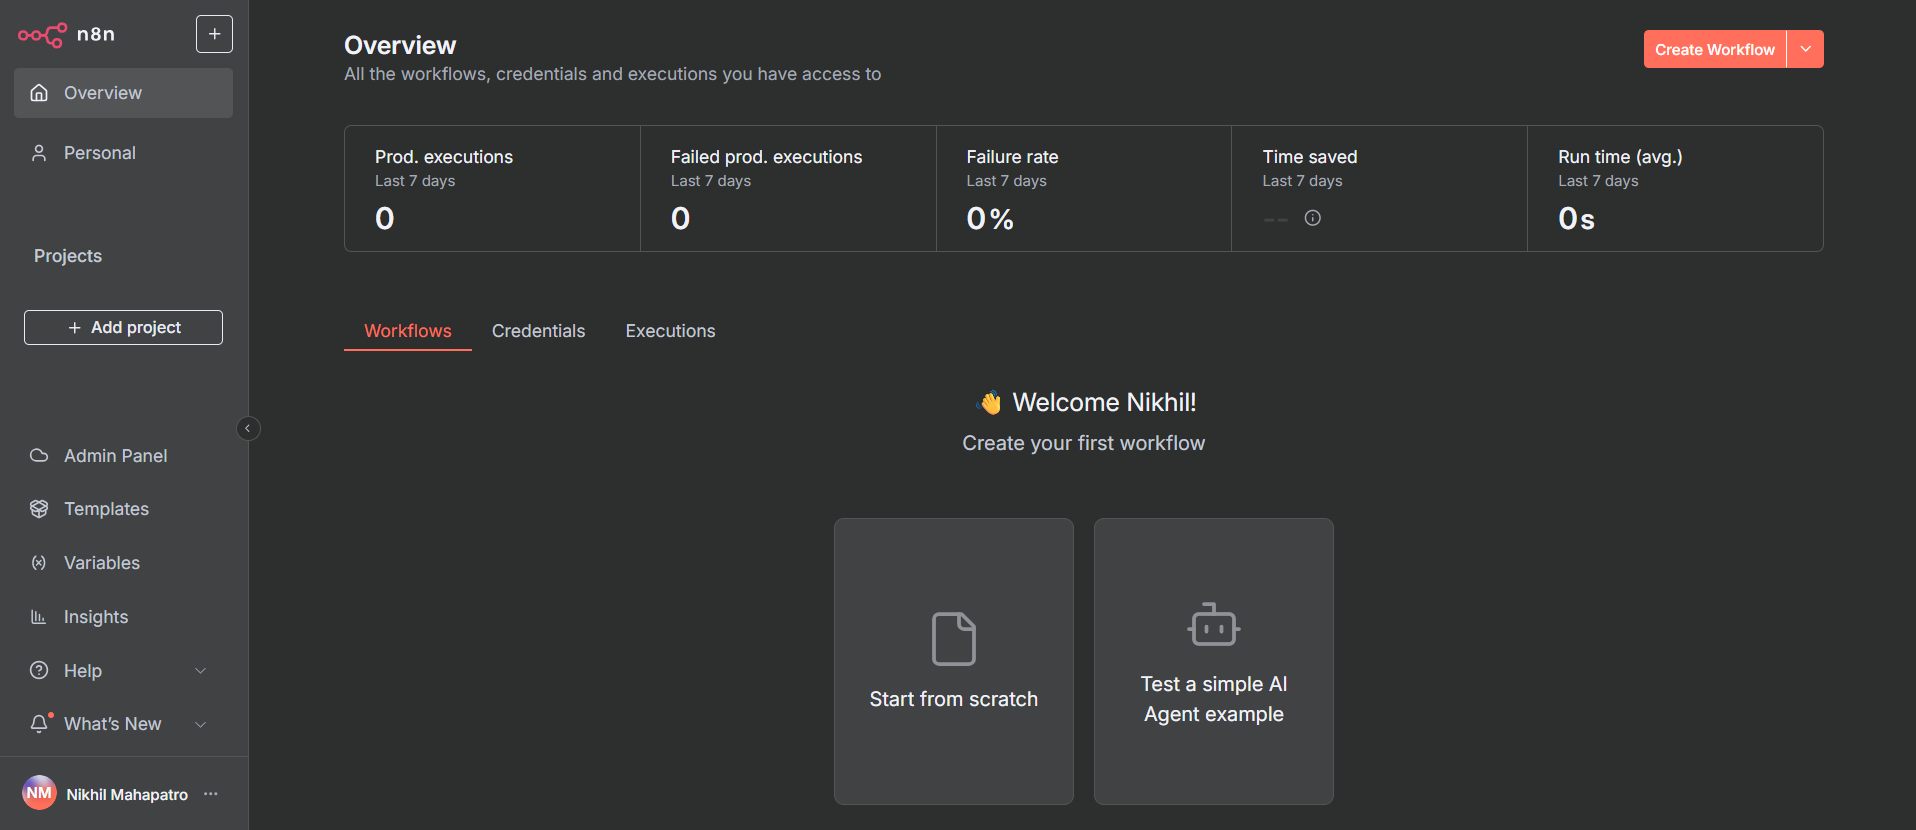 n8n
Overview
Personal
Projects
Add project
Admin Panel
Templates
Variables
Insights
Help
What's New
NM
Nikhil Mahapatro
Overview
All the workflows, credentials and executions you have access to
Create Workflow
Prod. executions
Last 7 days
0
Failed prod. executions
Last 7 days
0
Failure rate
Last 7 days
0%
Time saved
Last 7 days
--
Run time (avg.)
Last 7 days
0s
Workflows
Credentials
Executions
👋 Welcome Nikhil!
Create your first workflow
Start from scratch
Test a simple AI
Agent example